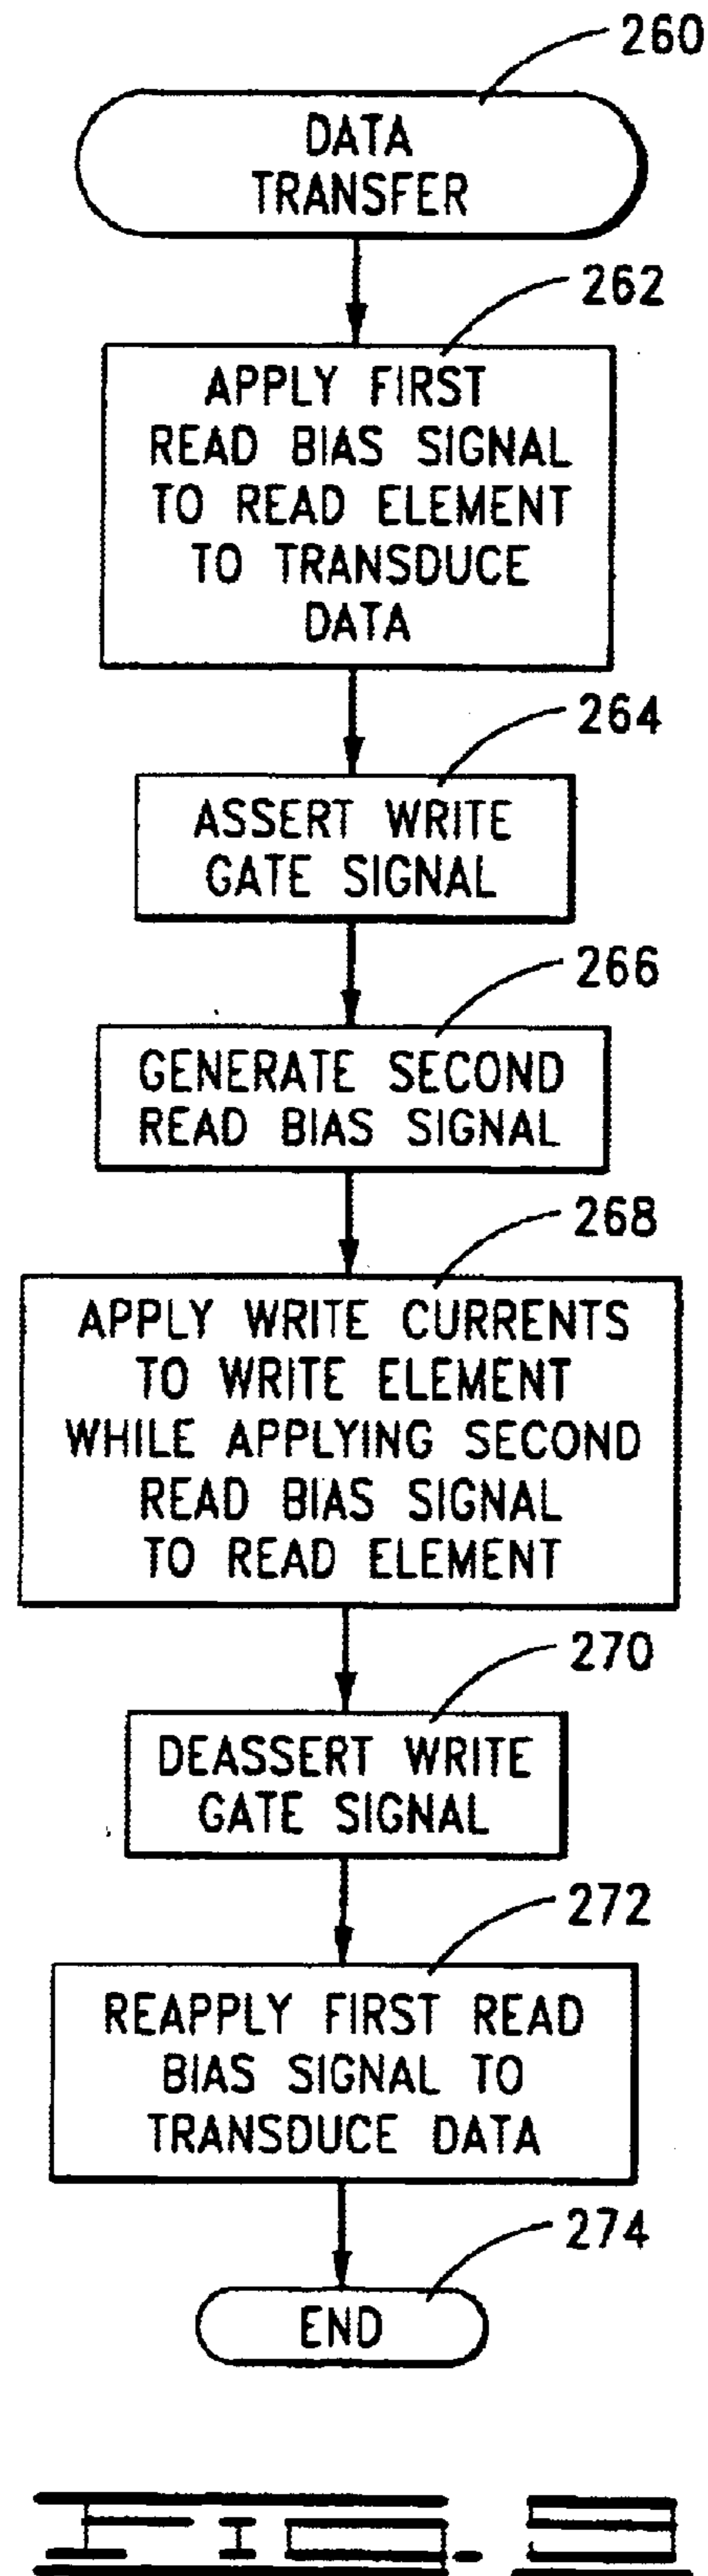 260
DATA
TRANSFER
262
APPLY FIRST
READ BIAS SIGNAL
TO READ ELEMENT
TO TRANSDUCE
DATA
264
ASSERT WRITE
GATE SIGNAL
266
GENERATE SECOND
READ BIAS SIGNAL
268
APPLY WRITE CURRENTS
TO WRITE ELEMENT
WHILE APPLYING SECOND
READ BIAS SIGNAL
TO READ ELEMENT
270
DEASSERT WRITE
GATE SIGNAL
272
REAPPLY FIRST READ
BIAS SIGNAL TO
TRANSDUCE DATA
274
END